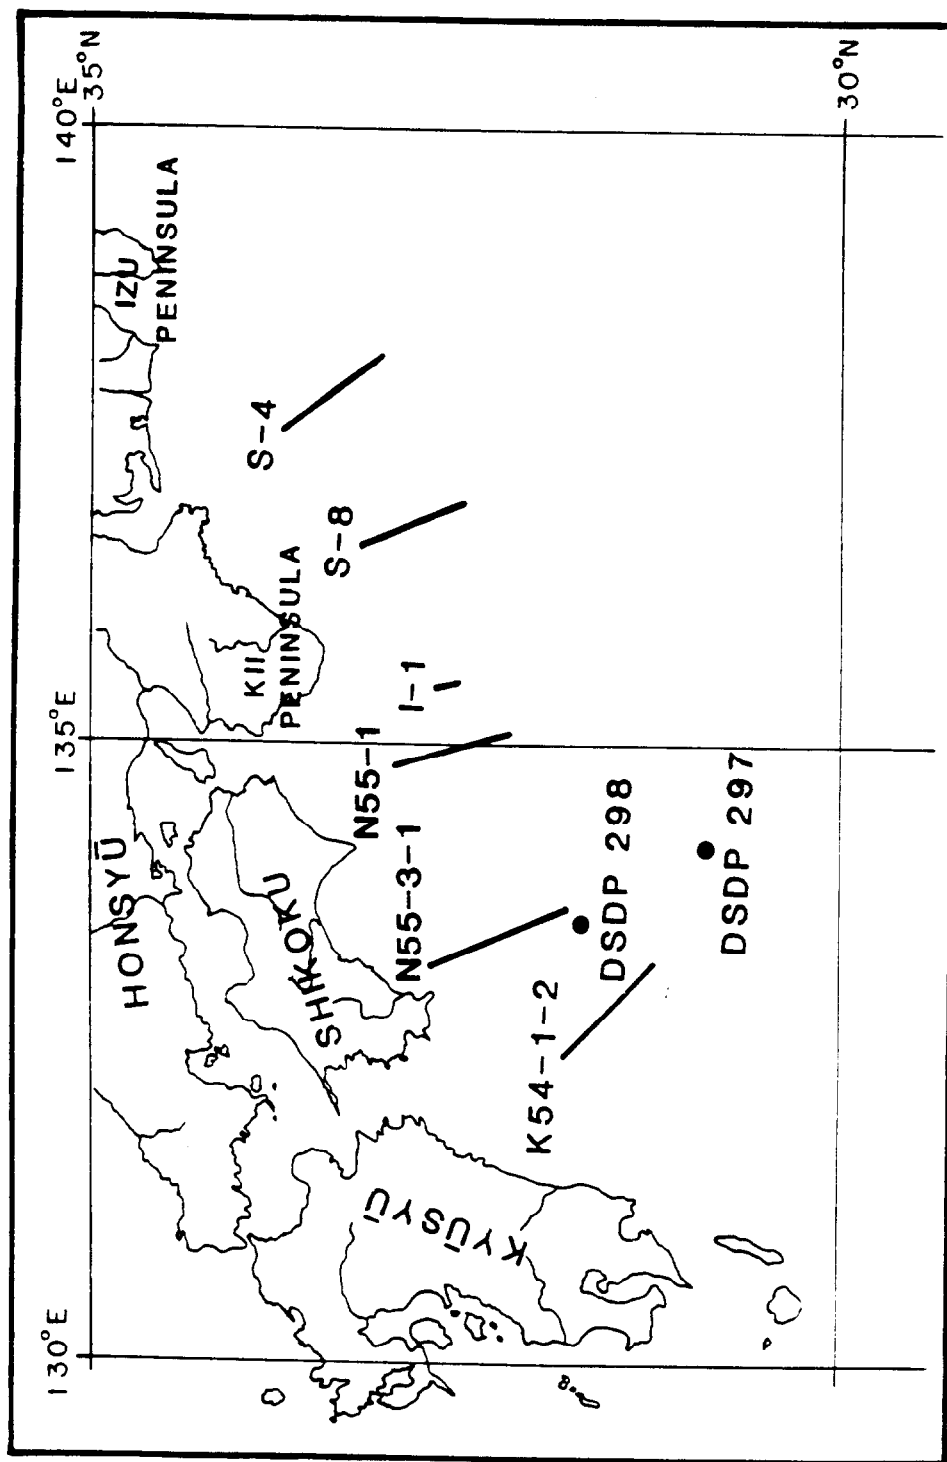 130°E
135°E
140°E
35°N
HONSYŪ
IZU
PENINSULA
SHIKOKU
KII
PENINSULA
S-4
S-8
I-1
N55-1
N55-3-1
KYŪSYŪ
K54-1-2
DSDP 298
DSDP 297
30°N